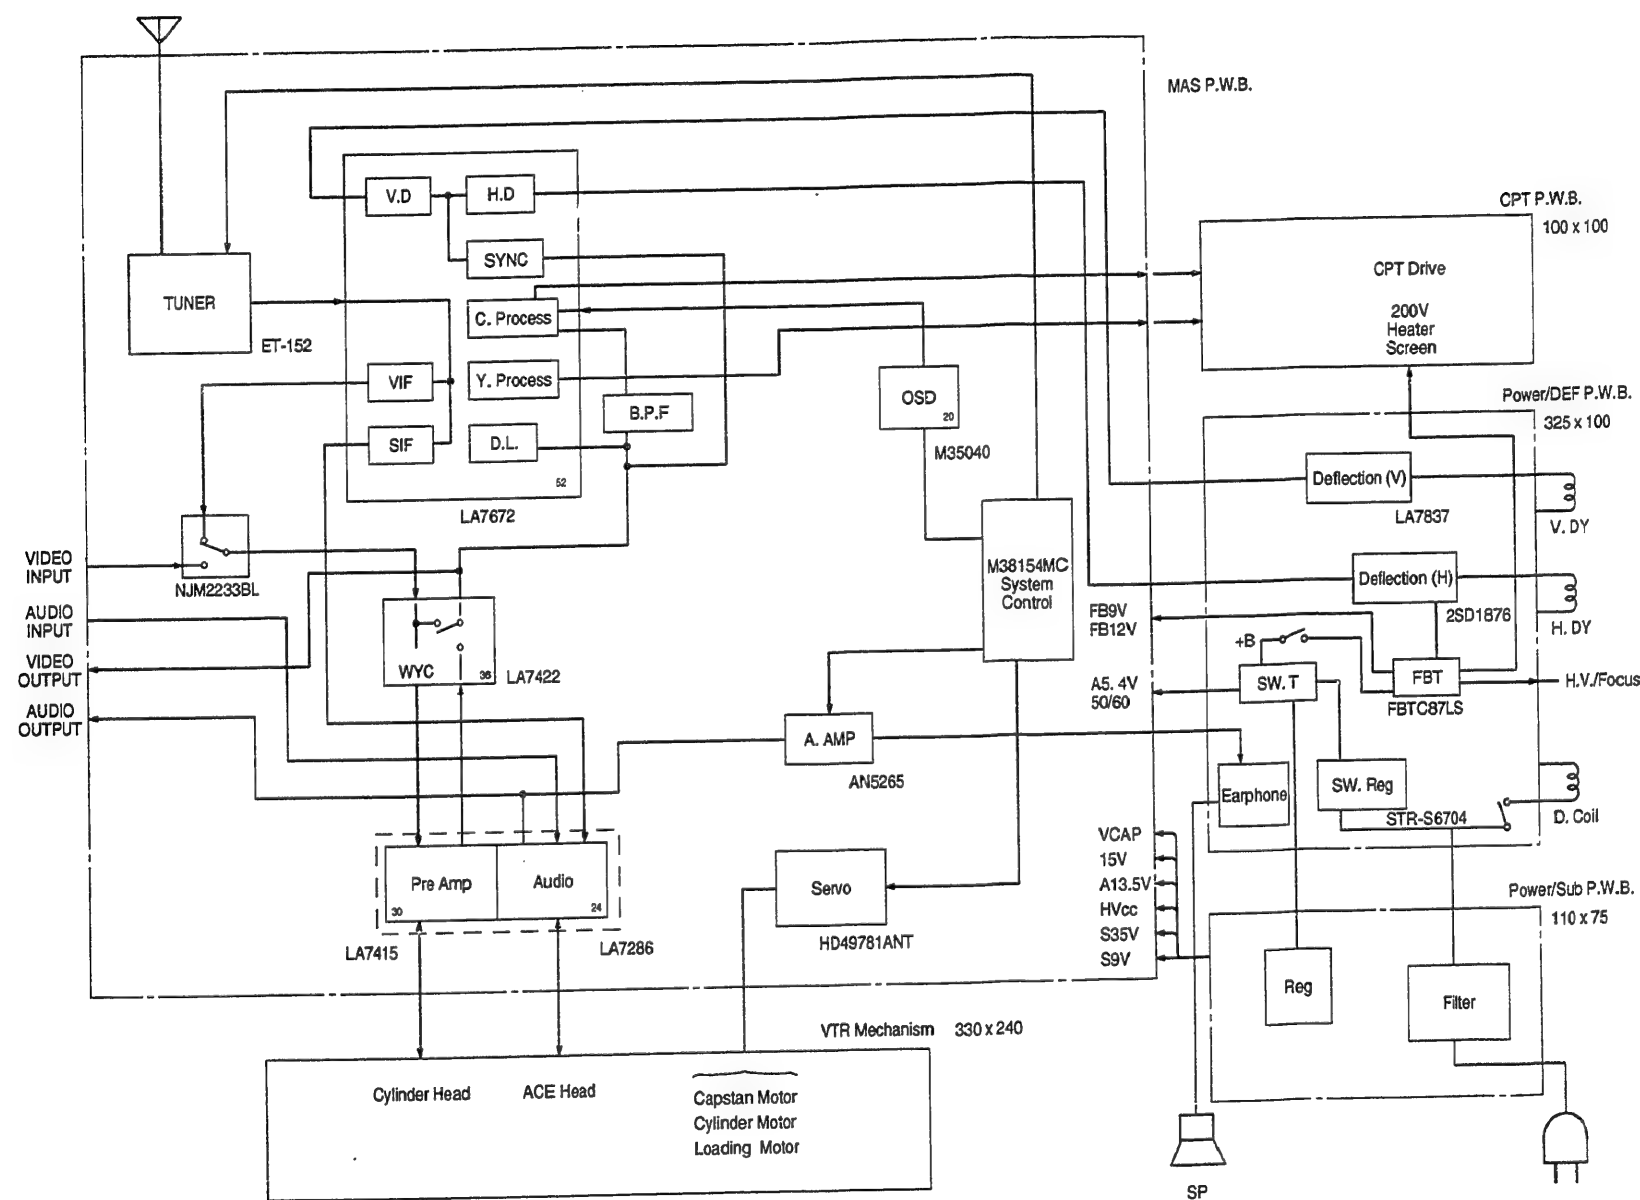 MAS P.W.B.
V.D
H.D
SYNC
TUNER
ET-152
C. Process
VIF
Y. Process
B.P.F
SIF
D.L.
52
LA7672
OSD
20
M35040
CPT P.W.B.
100 x 100
CPT Drive
200V
Heater
Screen
Power/DEF P.W.B.
325 x 100
Deflection (V)
LA7837
V. DY
VIDEO
INPUT
NJM2233BL
AUDIO
INPUT
VIDEO
OUTPUT
AUDIO
OUTPUT
WYC
36
LA7422
M38154MC
System
Control
Deflection (H)
2SD1876
H. DY
FB9V
FB12V
+B
SW. T
FBT
FBTC87LS
H.V./Focus
A5. 4V
50/60
A. AMP
AN5265
Earphone
SW. Reg
STR-S6704
D. Coil
Pre Amp
30
Audio
24
LA7415
LA7286
Servo
HD49781ANT
VCAP
15V
A13.5V
HVcc
S35V
S9V
Power/Sub P.W.B.
110 x 75
Reg
Filter
VTR Mechanism 330 x 240
Cylinder Head
ACE Head
Capstan Motor
Cylinder Motor
Loading Motor
SP